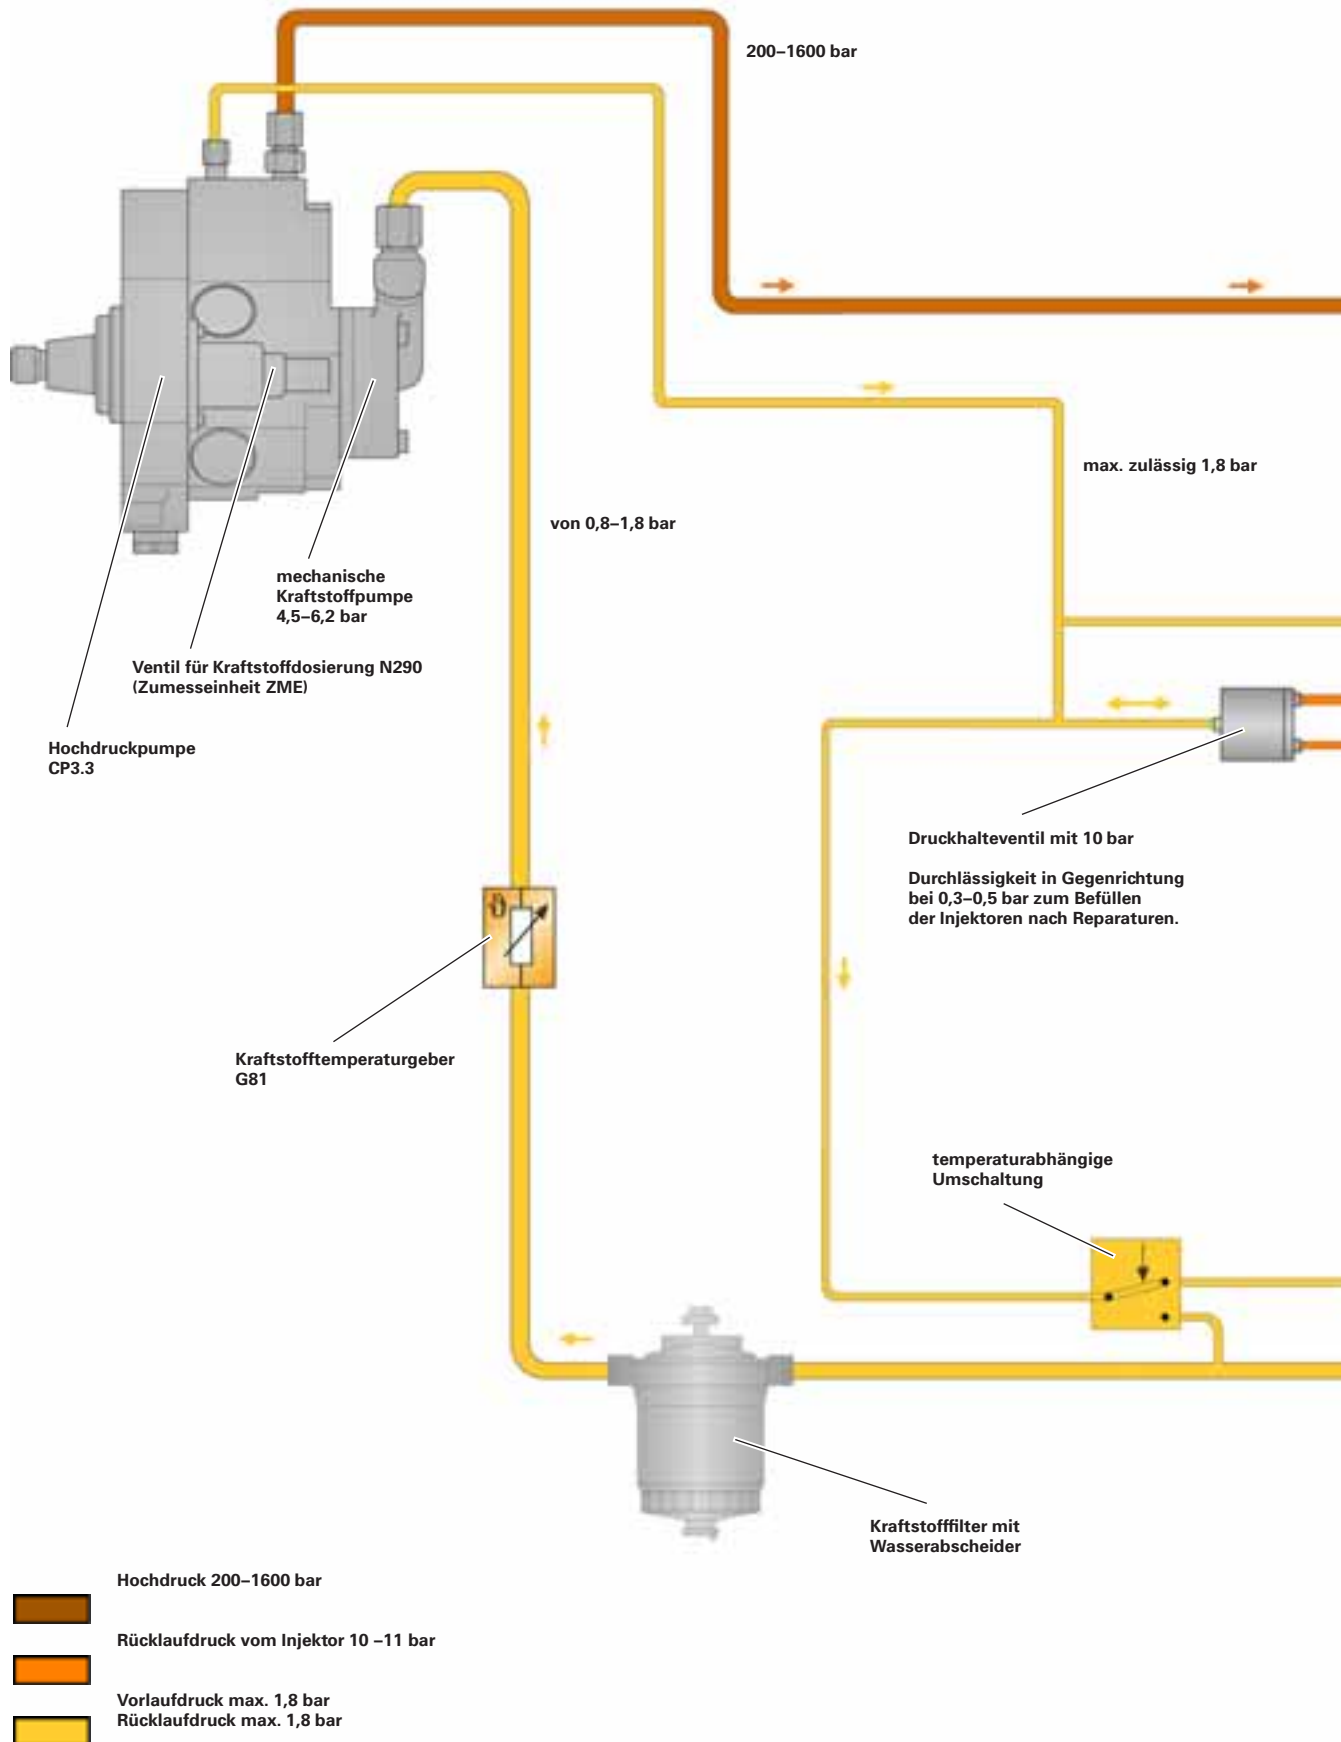 200–1600 bar
max. zulässig 1,8 bar
von 0,8–1,8 bar
mechanische
Kraftstoffpumpe
4,5–6,2 bar
Ventil für Kraftstoffdosierung N290
(Zumesseinheit ZME)
Hochdruckpumpe
CP3.3
Druckhalteventil mit 10 bar
Durchlässigkeit in Gegenrichtung
bei 0,3–0,5 bar zum Befüllen
der Injektoren nach Reparaturen.
Kraftstofftemperaturgeber
G81
temperaturabhängige
Umschaltung
Kraftstofffilter mit
Wasserabscheider
Hochdruck 200–1600 bar
Rücklaufdruck vom Injektor 10 –11 bar
Vorlaufdruck max. 1,8 bar
Rücklaufdruck max. 1,8 bar